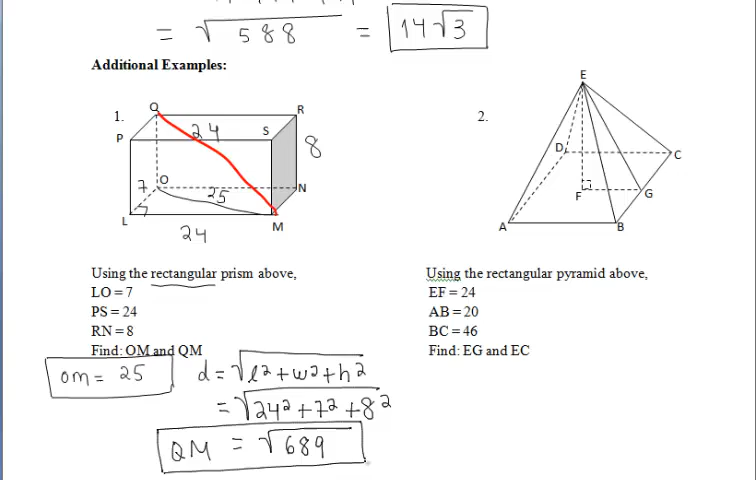 = √588 = 14√3
Additional Examples:
1.
Q
R
24
P
S
8
7
O
25
N
L
M
24
2.
E
D
C
F
G
A
B
Using the rectangular prism above,
LO = 7
PS = 24
RN = 8
Find: OM and QM
Using the rectangular pyramid above,
EF = 24
AB = 20
BC = 46
Find: EG and EC
OM = 25
d = √l² + w² + h²
= √24² + 7² + 8²
QM = √689